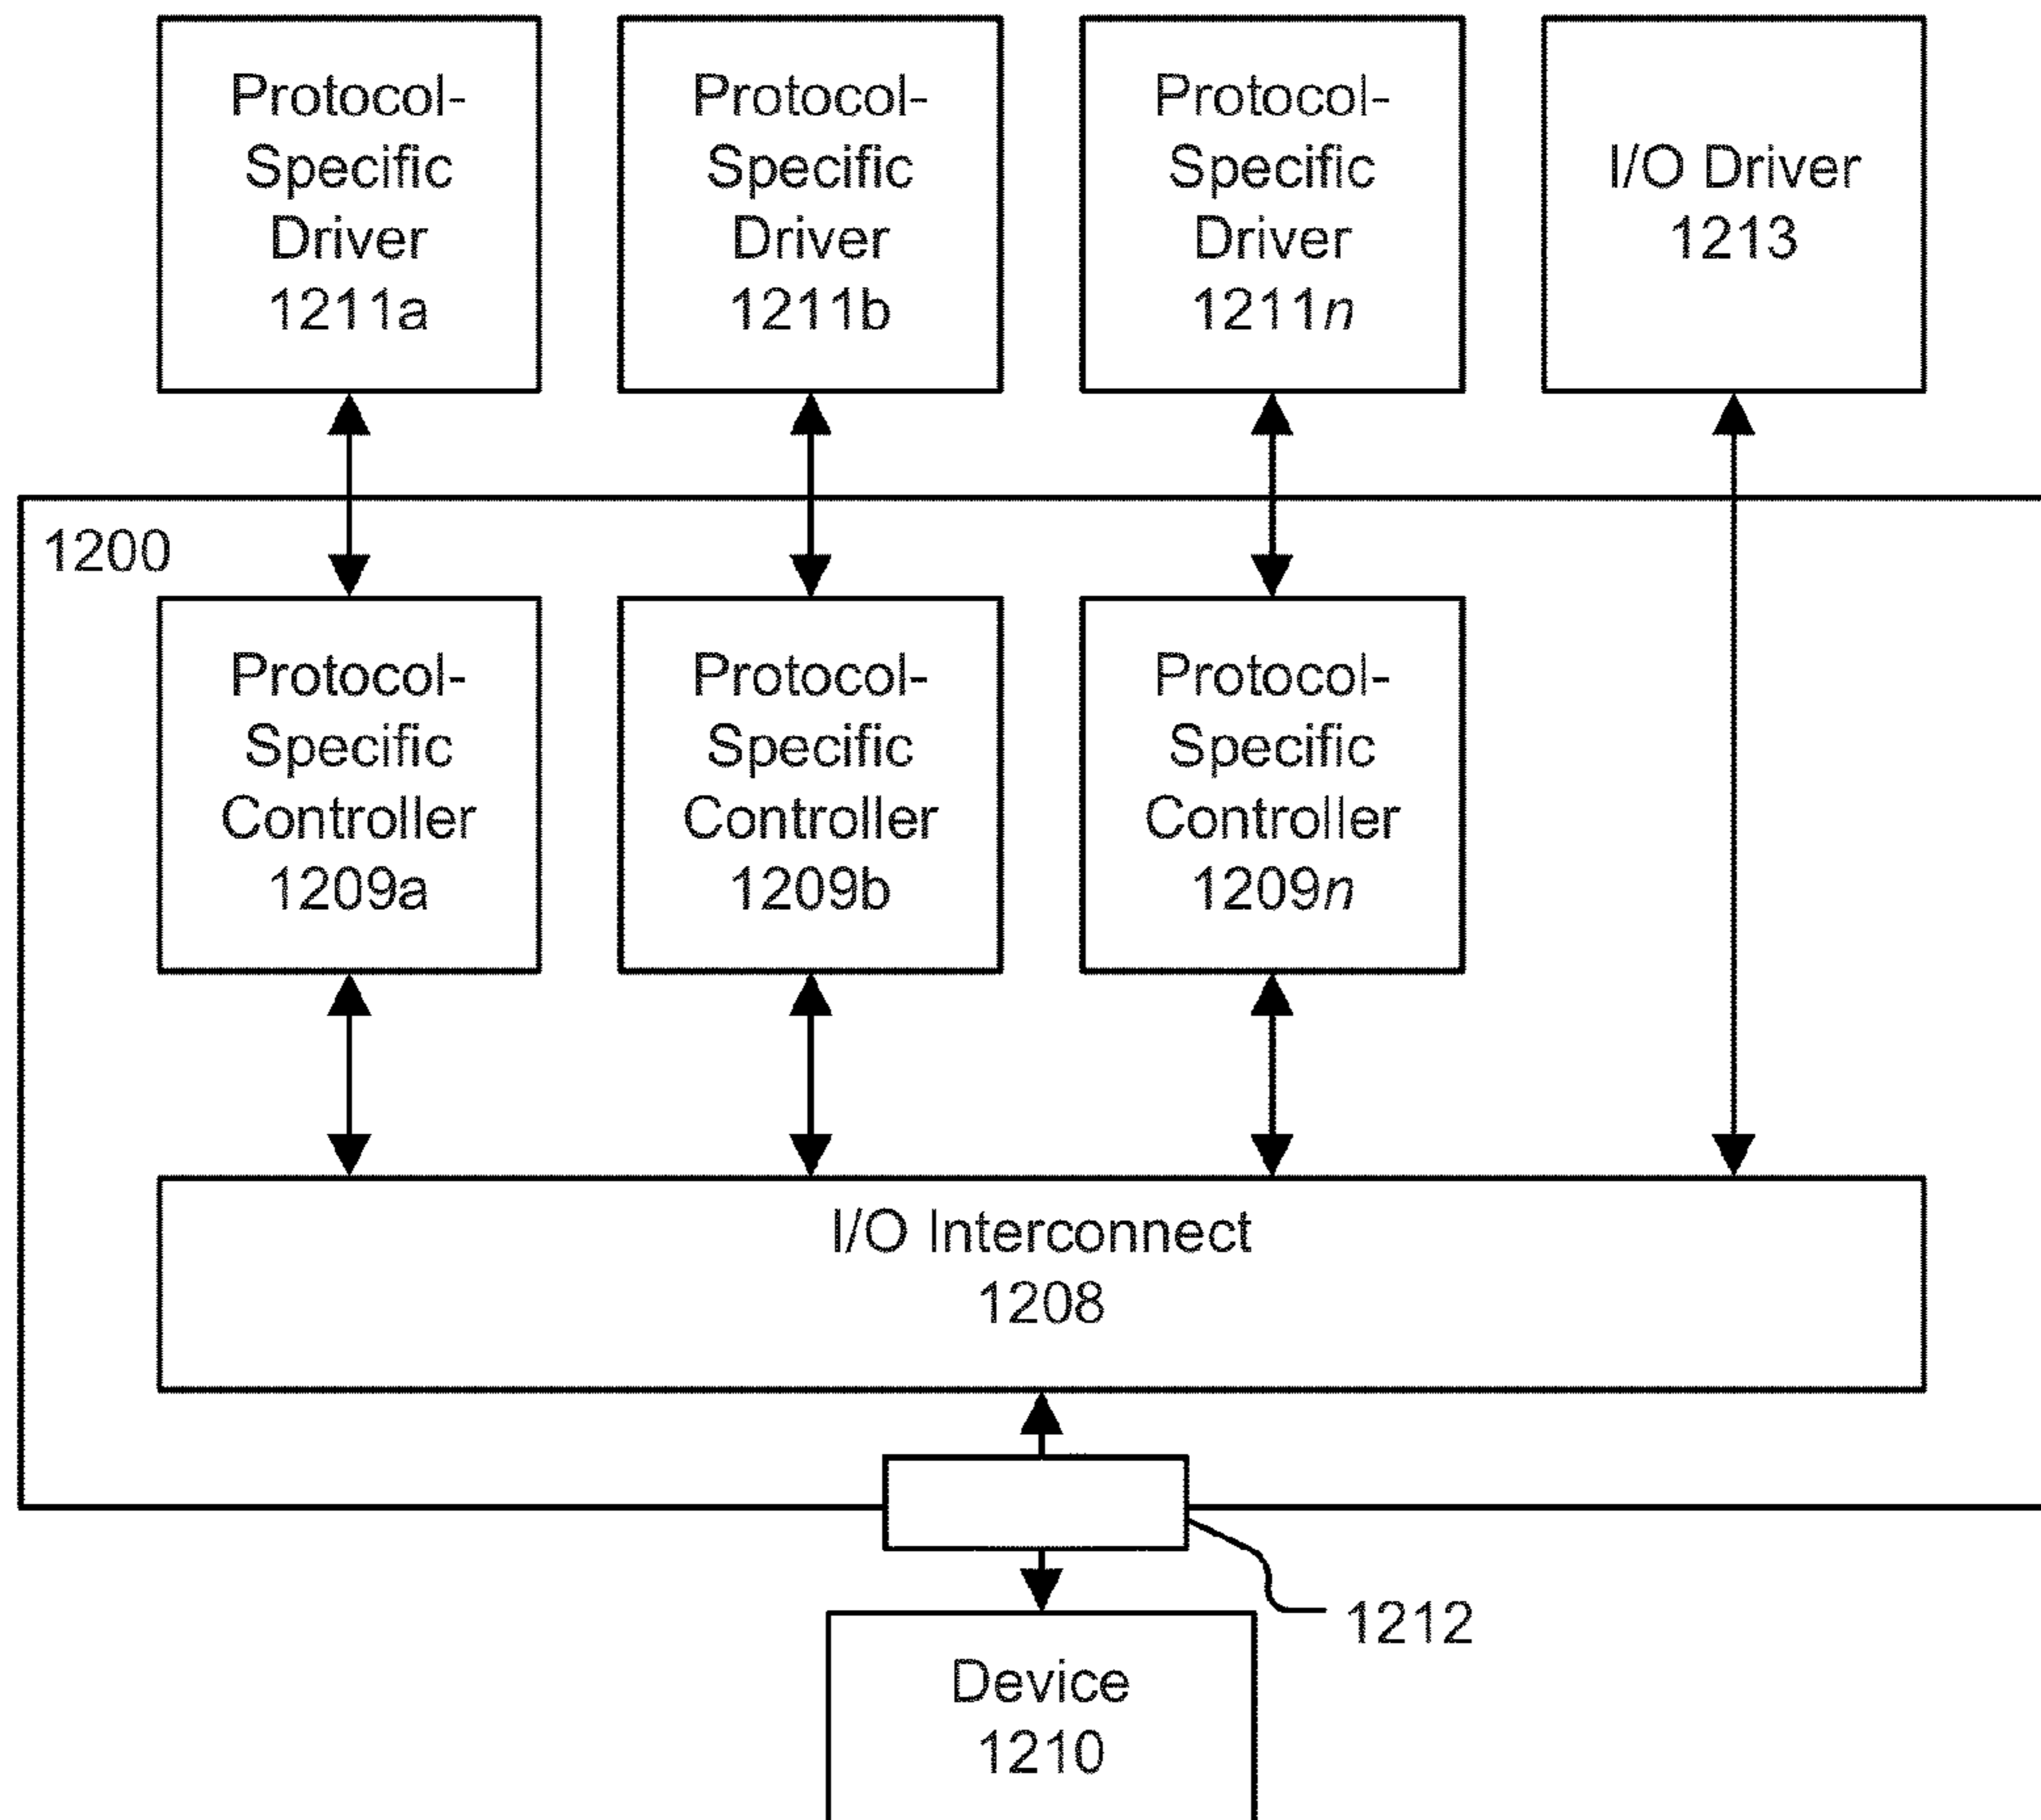 Protocol-
Specific
Driver
1211a
Protocol-
Specific
Driver
1211b
Protocol-
Specific
Driver
1211n
I/O Driver
1213
1200
Protocol-
Specific
Controller
1209a
Protocol-
Specific
Controller
1209b
Protocol-
Specific
Controller
1209n
I/O Interconnect
1208
1212
Device
1210